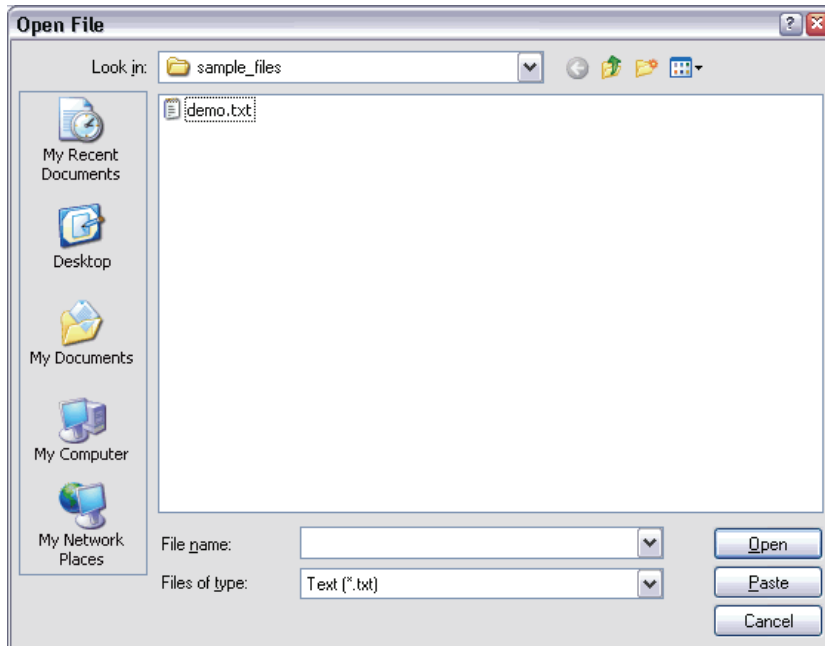 Open File
Look in:
sample_files
demo.txt
My Recent
Documents
Desktop
My Documents
My Computer
My Network
Places
File name:
Open
Files of type:
Text (*.txt)
Paste
Cancel